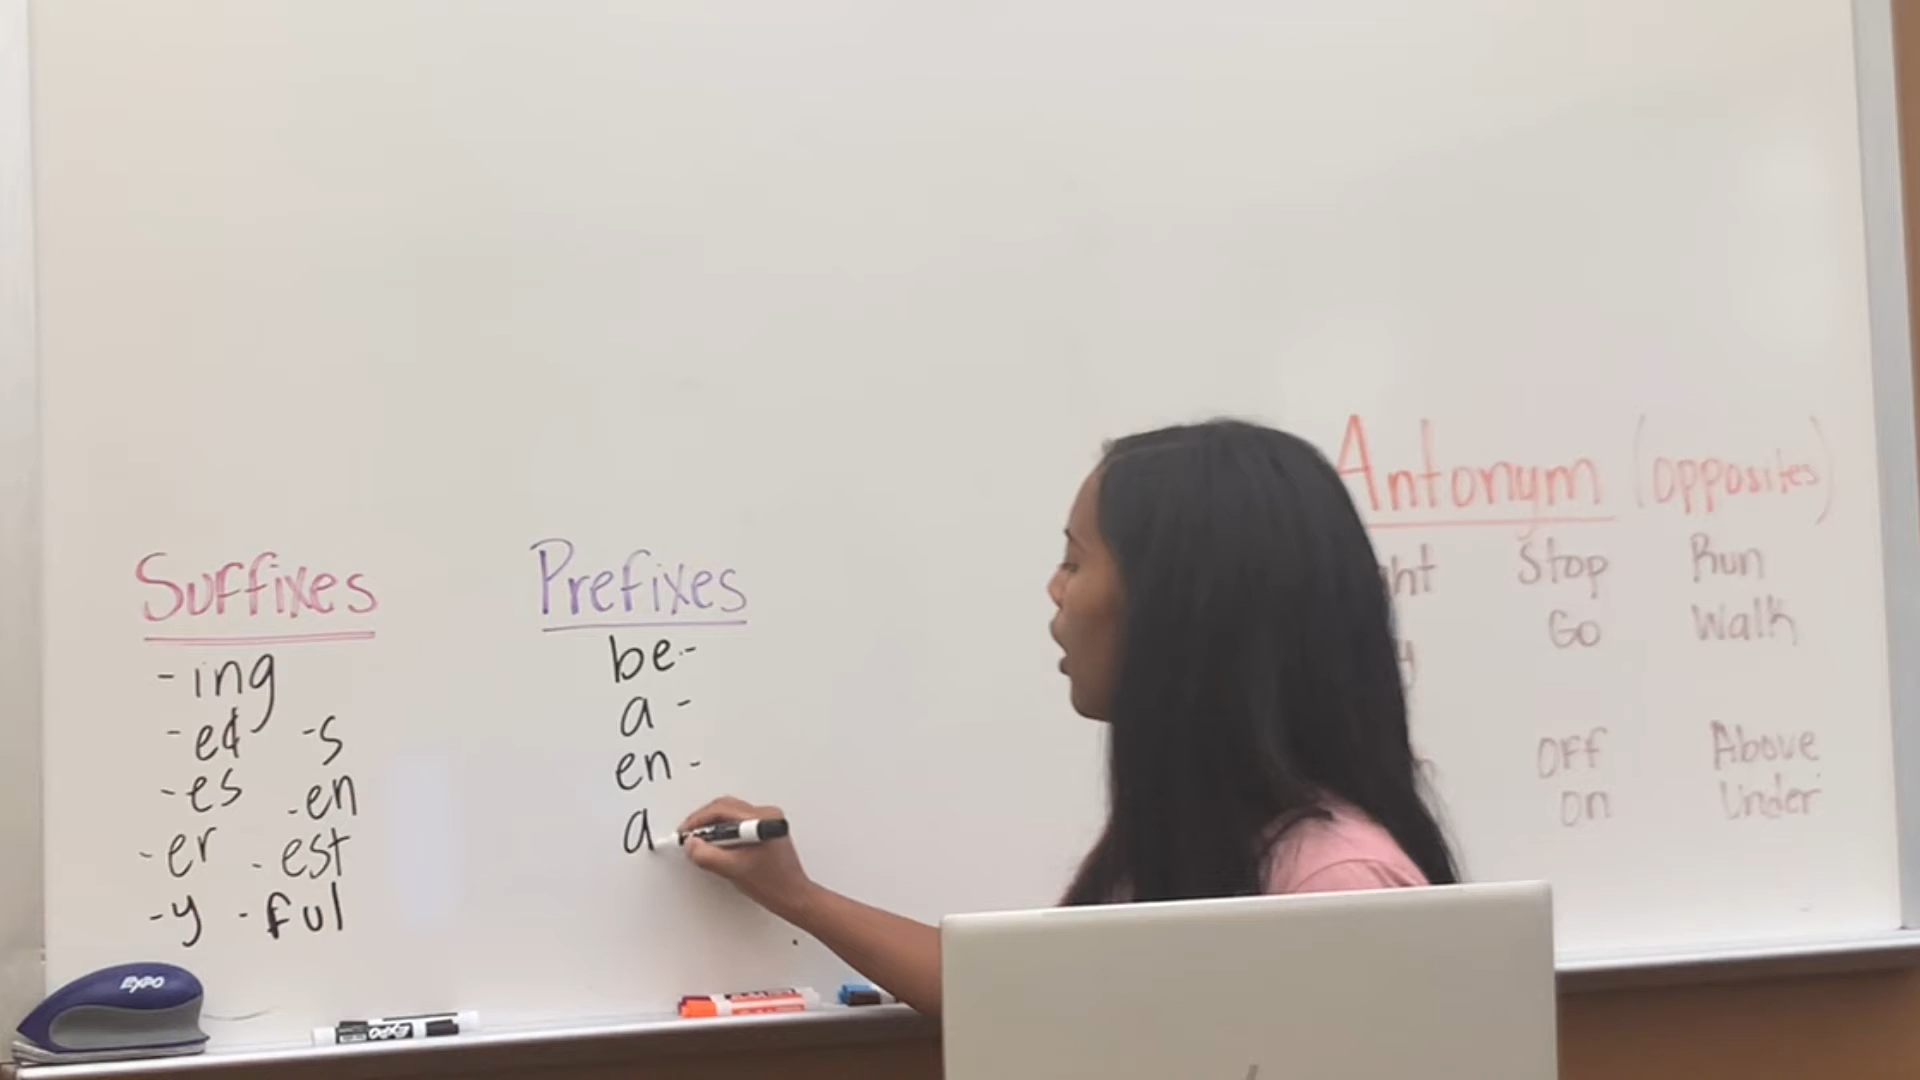 Suffixes
-ing
-ed -s
-es -en
-er -est
-y -ful
Prefixes
be-
a-
en-
a
Antonym (opposites)
Stop Run
Go Walk
Off Above
On Under
EXPO
EXPO